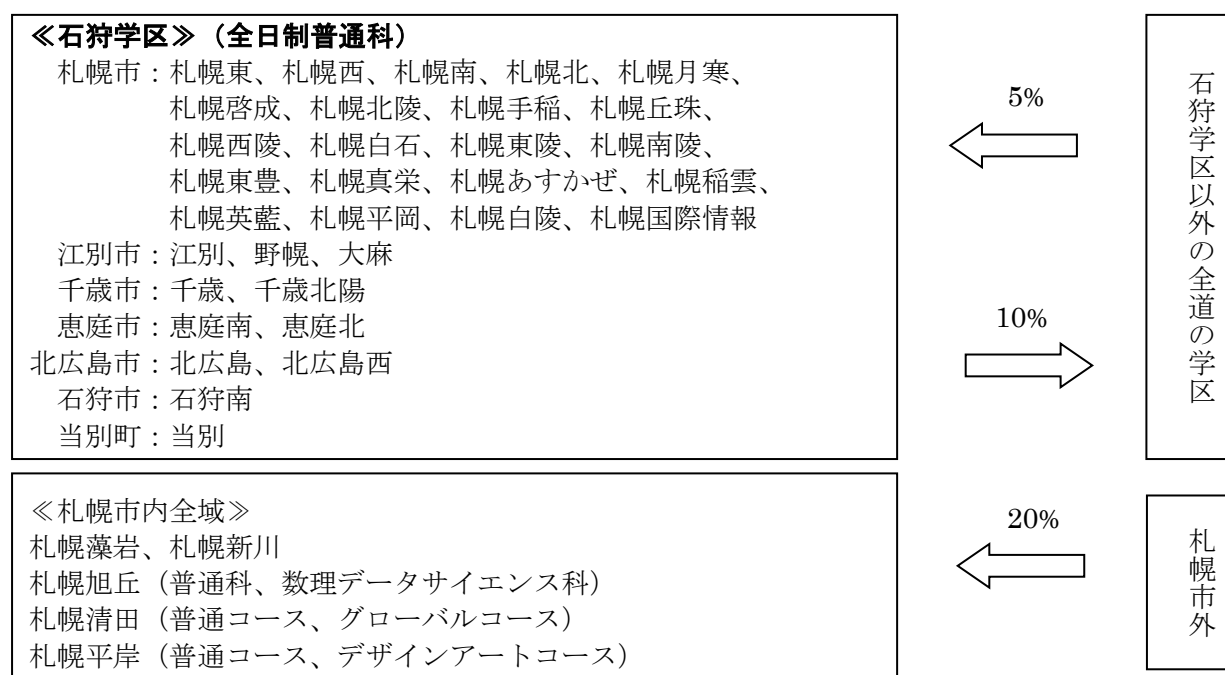 ≪石狩学区≫（全日制普通科）
札幌市：札幌東、札幌西、札幌南、札幌北、札幌月寒、
札幌啓成、札幌北陵、札幌手稲、札幌丘珠、
札幌西陵、札幌白石、札幌東陵、札幌南陵、
札幌東豊、札幌真栄、札幌あすかぜ、札幌稲雲、
札幌英藍、札幌平岡、札幌白陵、札幌国際情報
江別市：江別、野幌、大麻
千歳市：千歳、千歳北陽
恵庭市：恵庭南、恵庭北
北広島市：北広島、北広島西
石狩市：石狩南
当別町：当別
5%
10%
石狩学区以外の全道の学区
≪札幌市内全域≫
札幌藻岩、札幌新川
札幌旭丘（普通科、数理データサイエンス科）
札幌清田（普通コース、グローバルコース）
札幌平岸（普通コース、デザインアートコース）
20%
札幌市外